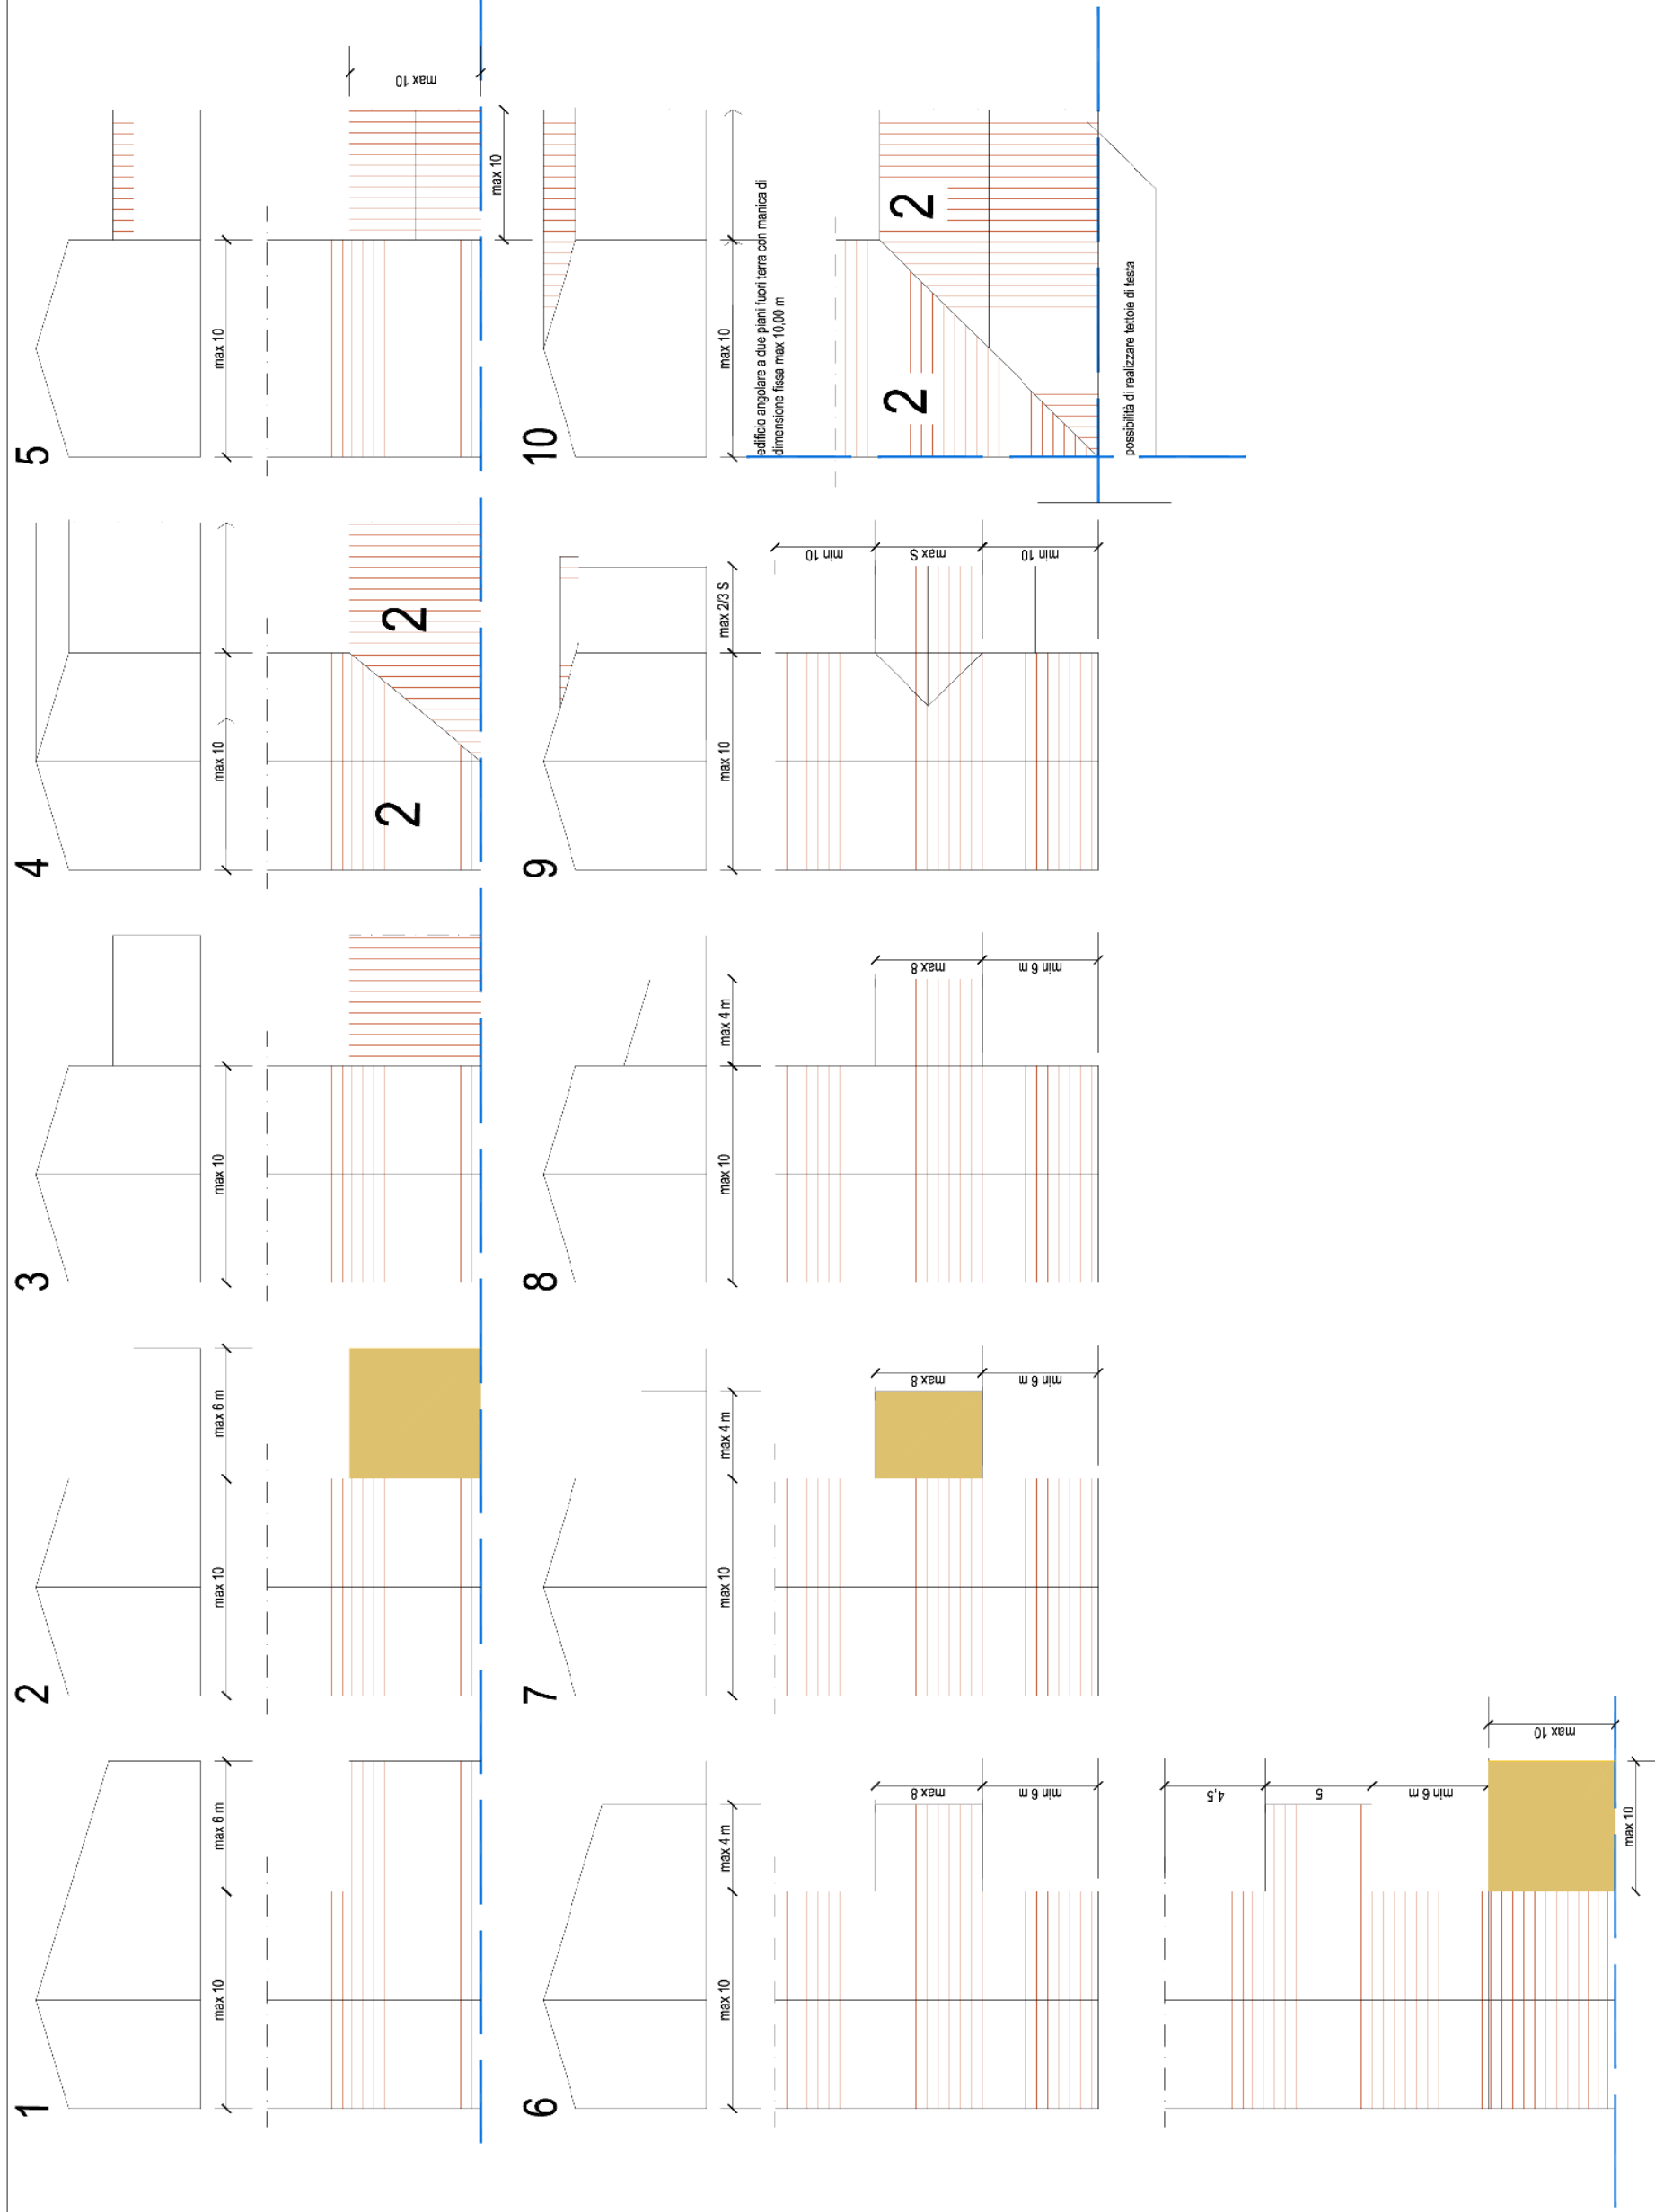 1
max 10
max 6 m
2
max 10
max 6 m
3
max 10
4
max 10
2
2
5
max 10
max 10
max 10
6
max 10
max 4 m
max 8
min 6 m
7
max 10
max 4 m
max 8
min 6 m
8
max 10
max 4 m
max 8
min 6 m
9
max 10
max 2/3 S
min 10
max S
min 10
10
max 10
edificio angolare a due piani fuori terra con manica di
dimensione fissa max 10,00 m
2
2
possibilità di realizzare tettoie di testa
4,5
5
min 6 m
max 10
max 10